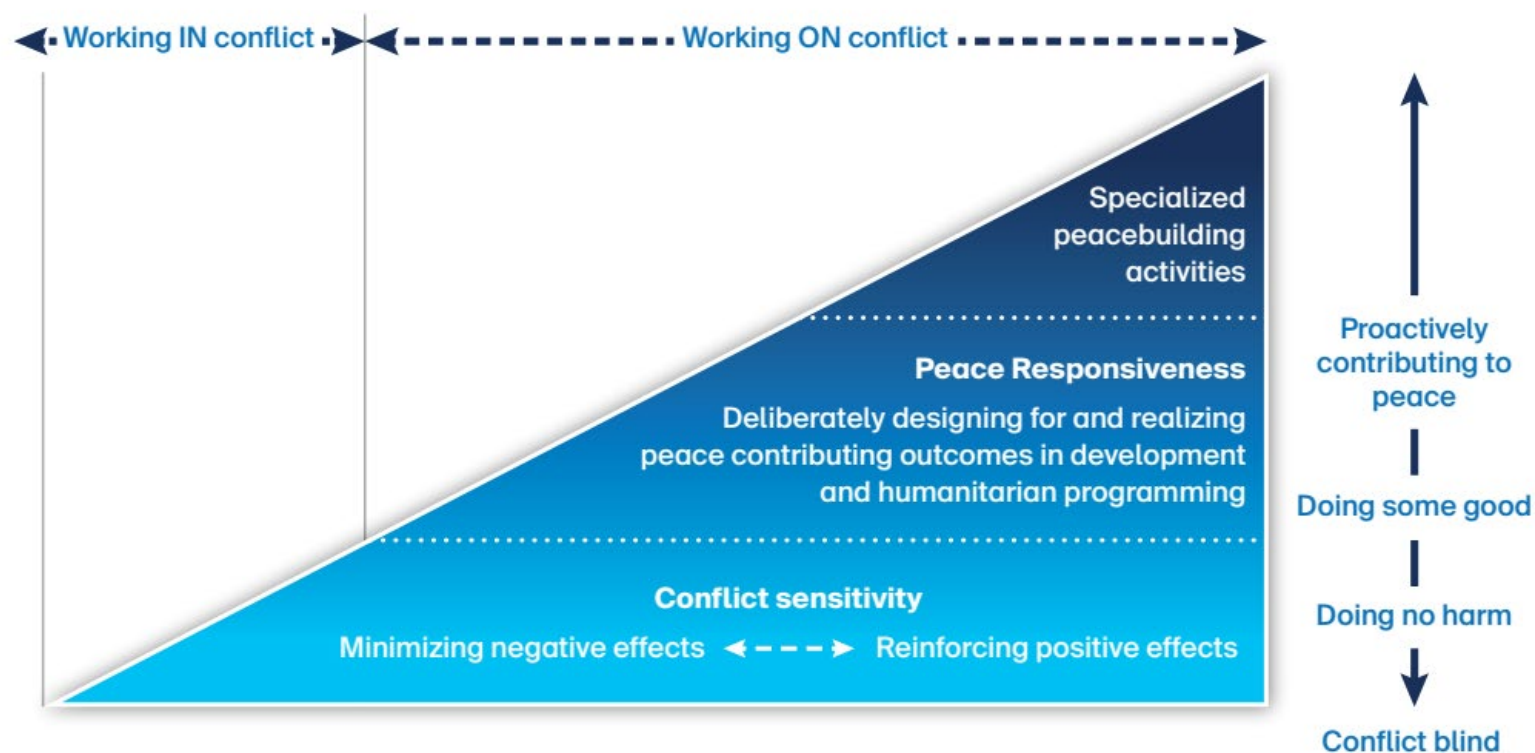 Working IN conflict
Working ON conflict
Specialized
peacebuilding
activities
Peace Responsiveness
Deliberately designing for and realizing
peace contributing outcomes in development
and humanitarian programming
Conflict sensitivity
Minimizing negative effects
Reinforcing positive effects
Proactively
contributing to
peace
Doing some good
Doing no harm
Conflict blind